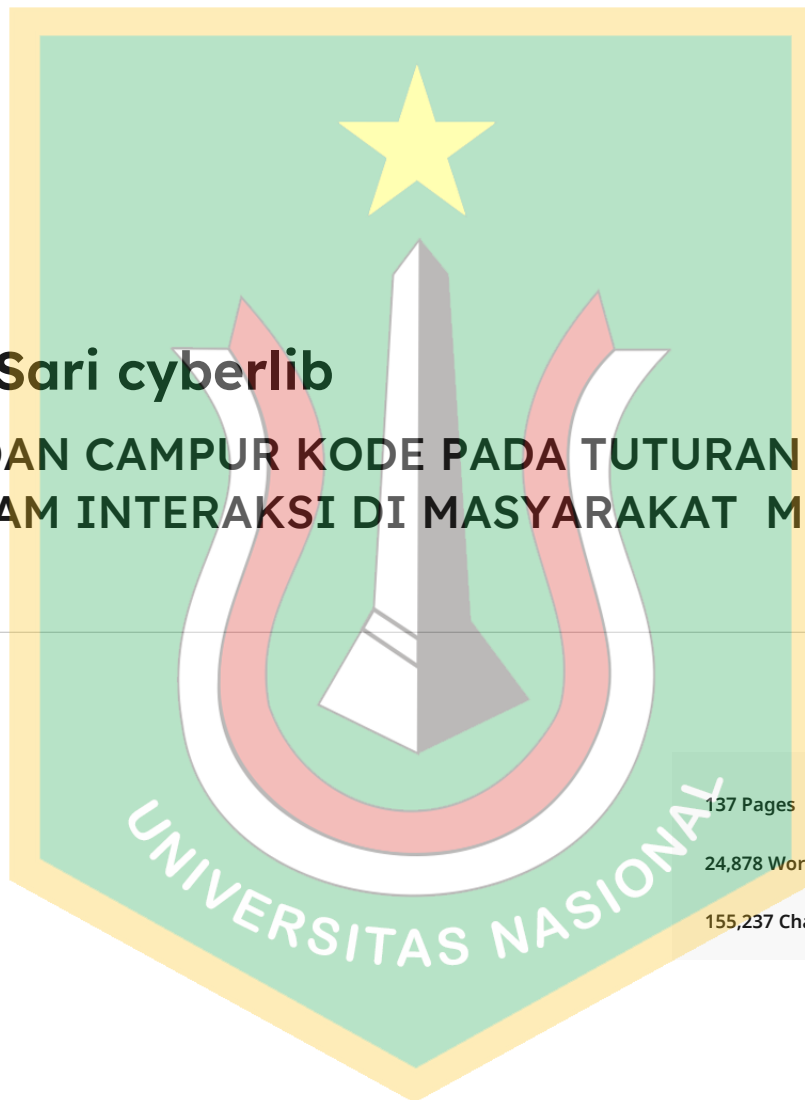 Sari cyberlib
DAN CAMPUR KODE PADA TUTURAN
AM INTERAKSI DI MASYARAKAT M
137 Pages
24,878 Wor
155,237 Cha
UNIVERSITAS NASIONAL